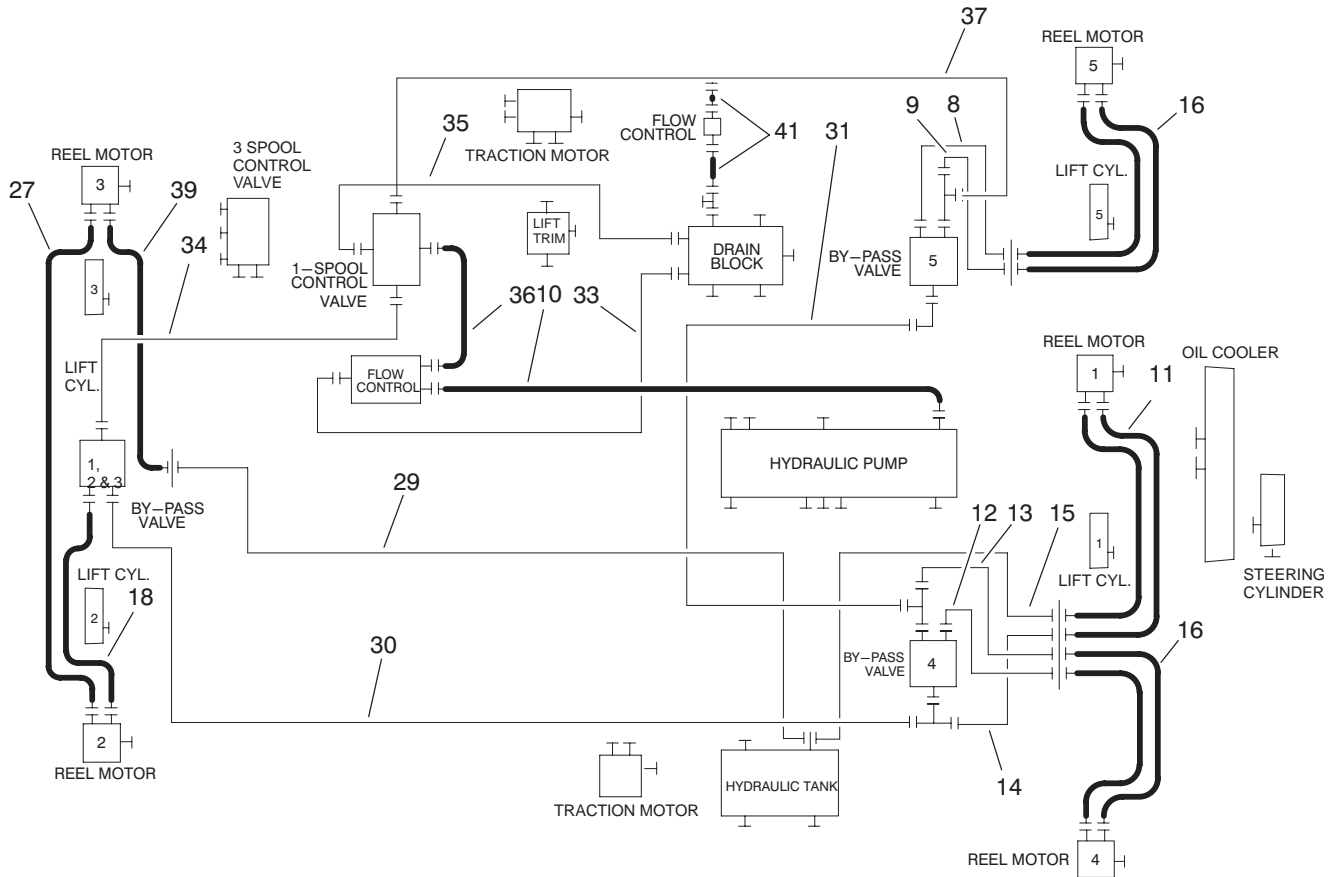 37
REEL MOTOR
5
16
9
8
FLOW
CONTROL
41
31
35
TRACTION MOTOR
3 SPOOL
CONTROL
VALVE
REEL MOTOR
3
27
39
34
LIFT CYL.
5
LIFT
TRIM
DRAIN
BLOCK
BY–PASS
VALVE
5
1–SPOOL
CONTROL
VALVE
3
36
10
33
REEL MOTOR
1
OIL COOLER
11
LIFT
CYL.
FLOW
CONTROL
HYDRAULIC PUMP
1,
2 & 3
BY–PASS
VALVE
29
12
13
15
1
LIFT CYL.
STEERING
CYLINDER
LIFT CYL.
2
18
16
BY–PASS
VALVE
4
30
2
REEL MOTOR
14
TRACTION MOTOR
HYDRAULIC TANK
REEL MOTOR
4